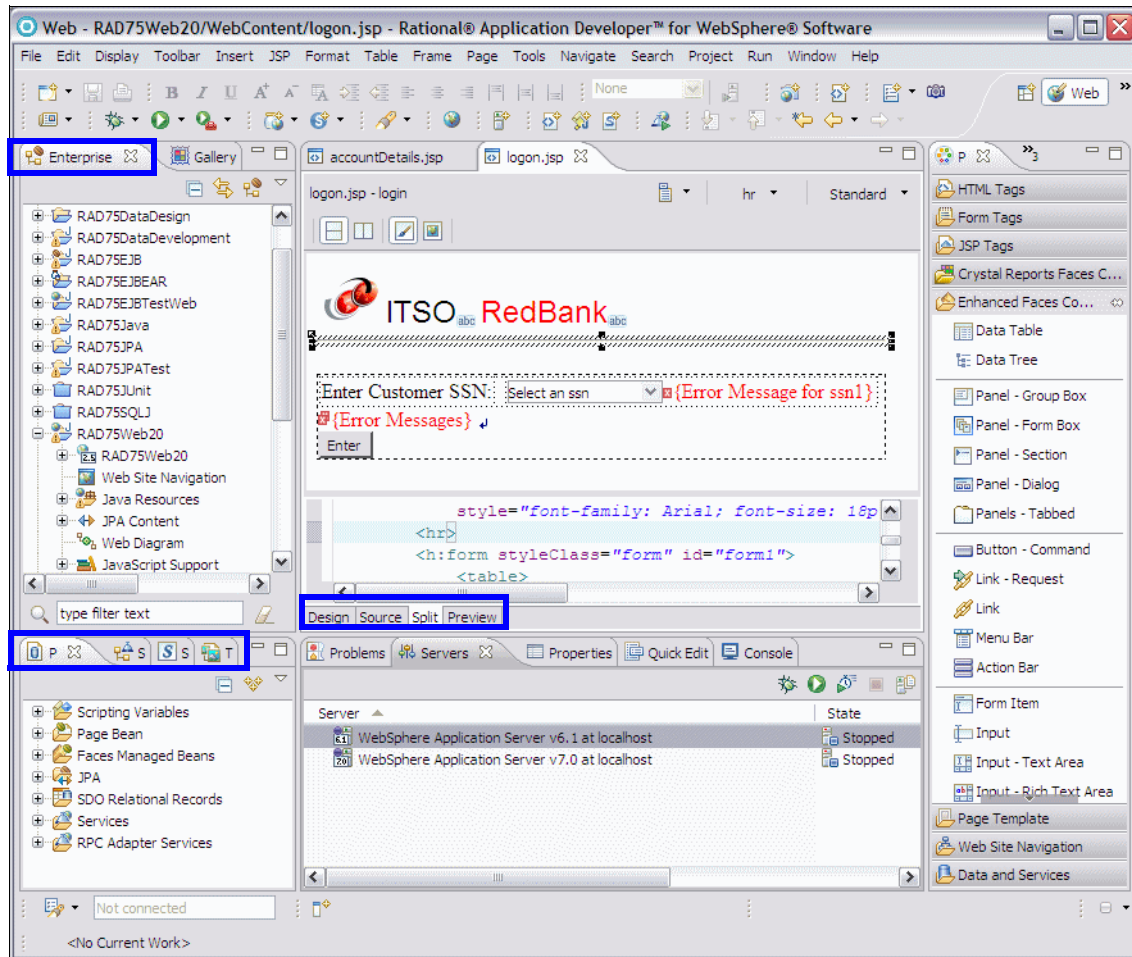 Web - RAD75Web20/WebContent/logon.jsp - Rational® Application Developer™ for WebSphere® Software
File Edit Display Toolbar Insert JSP Format Table Frame Page Tools Navigate Search Project Run Window Help
B I U A A None Web »
Enterprise Gallery
RAD75DataDesign
RAD75DataDevelopment
RAD75EJB
RAD75EJBEAR
RAD75EJBTestWeb
RAD75Java
RAD75JPA
RAD75JPATest
RAD75JUnit
RAD75SQLJ
RAD75Web20
2.5 RAD75Web20
Web Site Navigation
Java Resources
JPA Content
Web Diagram
JavaScript Support
type filter text
accountDetails.jsp logon.jsp
logon.jsp - login hr Standard
ITSO abc RedBank abc
Enter Customer SSN: Select an ssn {Error Message for ssn1}
{Error Messages}
Enter
style="font-family: Arial; font-size: 18p
<hr>
<h:form styleClass="form" id="form1">
<table>
Design Source Split Preview
P »3
HTML Tags
Form Tags
JSP Tags
Crystal Reports Faces C...
Enhanced Faces Co...
Data Table
Data Tree
Panel - Group Box
Panel - Form Box
Panel - Section
Panel - Dialog
Panels - Tabbed
Button - Command
Link - Request
Link
Menu Bar
Action Bar
Form Item
Input
Input - Text Area
Input - Rich Text Area
Page Template
Web Site Navigation
Data and Services
P S S T
Scripting Variables
Page Bean
Faces Managed Beans
JPA
SDO Relational Records
Services
RPC Adapter Services
Problems Servers Properties Quick Edit Console
Server State
6.1 WebSphere Application Server v6.1 at localhost Stopped
7.0 WebSphere Application Server v7.0 at localhost Stopped
Not connected
<No Current Work>